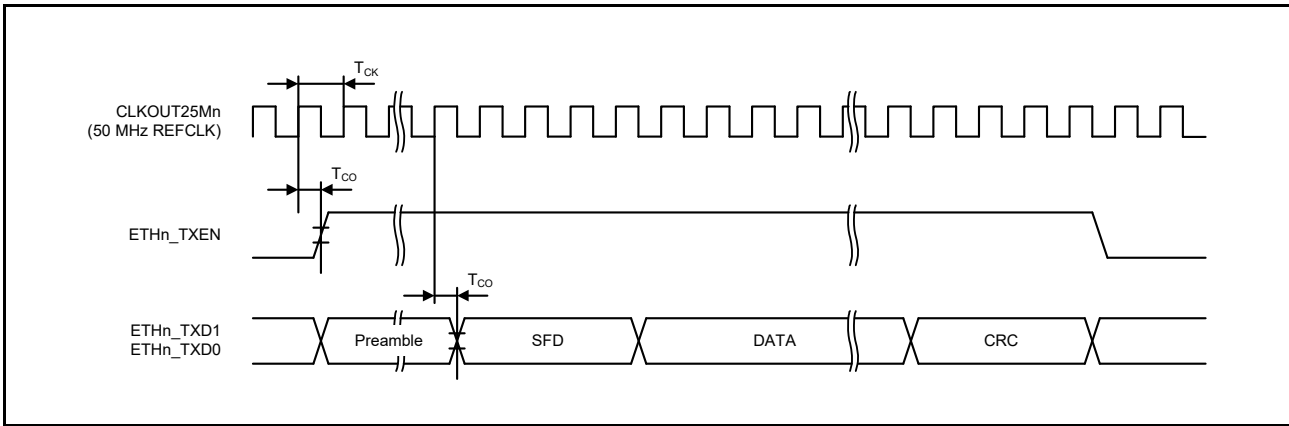 TCK
CLKOUT25Mn
(50 MHz REFCLK)
TCO
ETHn_TXEN
TCO
ETHn_TXD1
ETHn_TXD0
Preamble
SFD
DATA
CRC